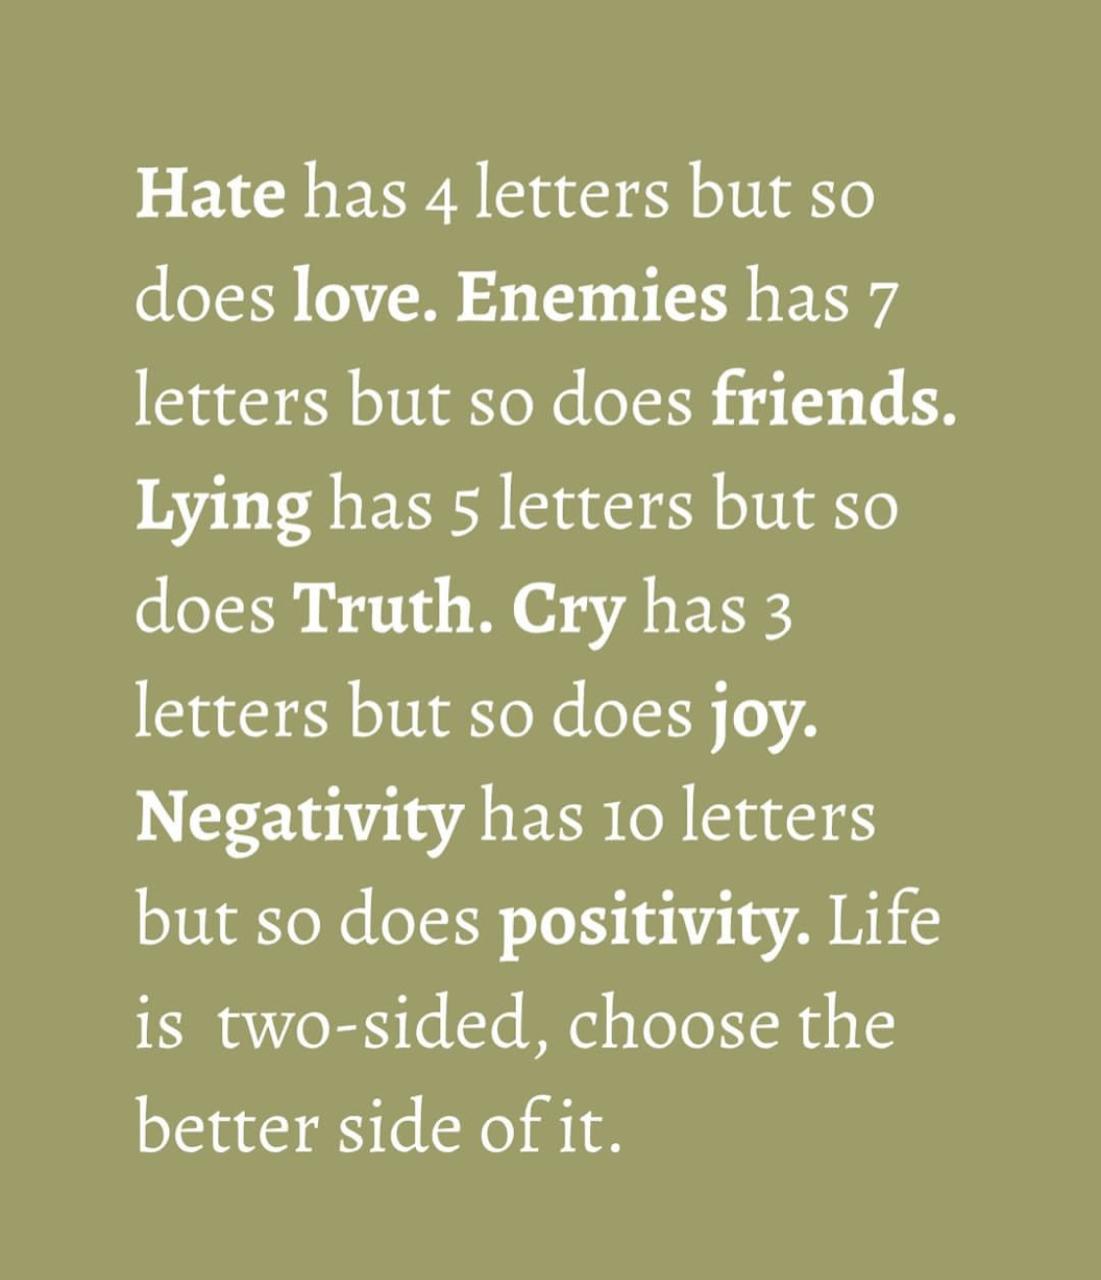 Hate has 4 letters but so
does love. Enemies has 7
letters but so does friends.
Lying has 5 letters but so
does Truth. Cry has 3
letters but so does joy.
Negativity has 10 letters
but so does positivity. Life
is  two-sided, choose the
better side of it.